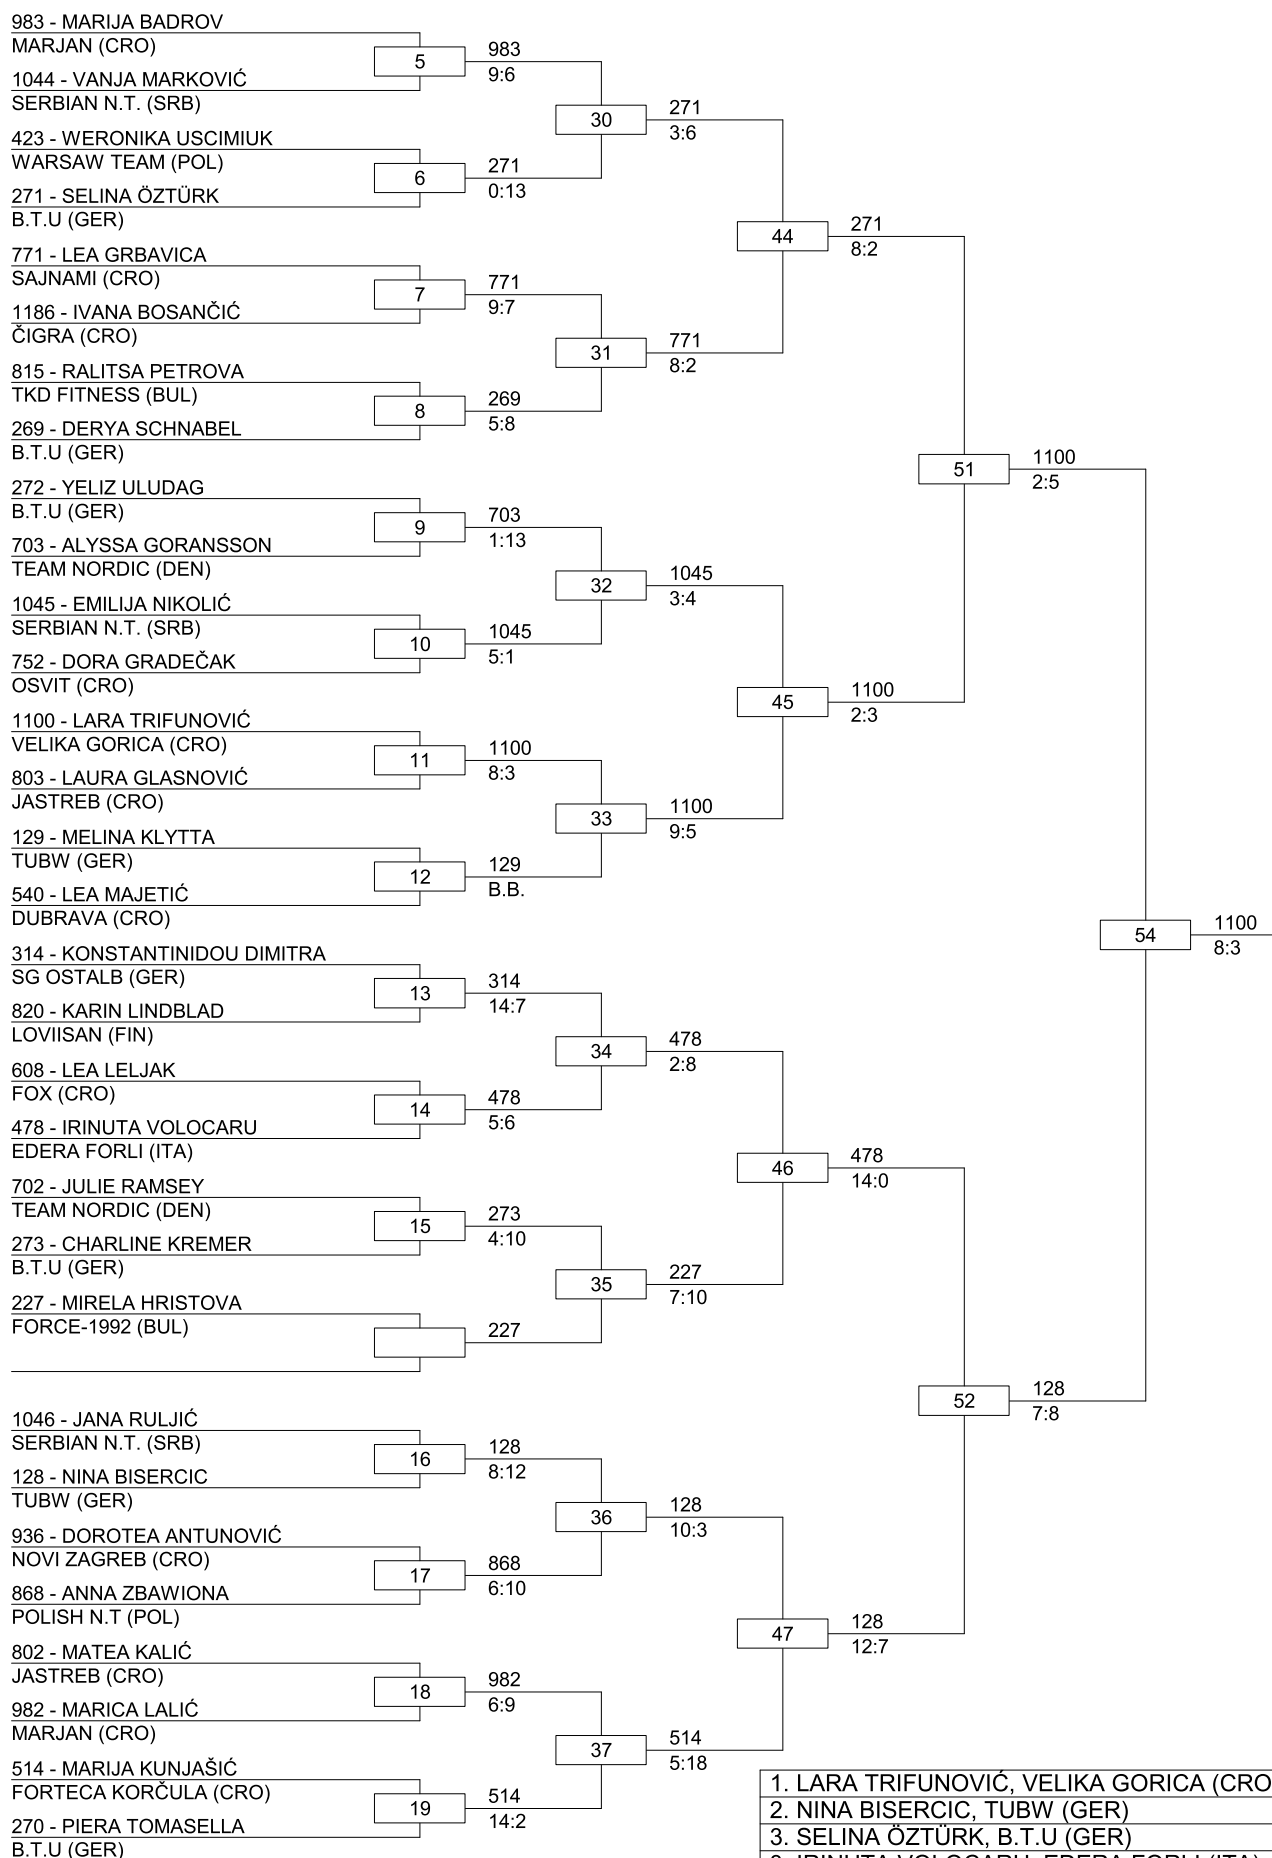 983 - MARIJA BADROV
MARJAN (CRO)
5
983
9:6
1044 - VANJA MARKOVIĆ
SERBIAN N.T. (SRB)
30
271
3:6
423 - WERONIKA USCIMIUK
WARSAW TEAM (POL)
6
271
0:13
271 - SELINA ÖZTÜRK
B.T.U (GER)
44
271
8:2
771 - LEA GRBAVICA
SAJNAMI (CRO)
7
771
9:7
1186 - IVANA BOSANČIĆ
ČIGRA (CRO)
31
771
8:2
815 - RALITSA PETROVA
TKD FITNESS (BUL)
8
269
5:8
269 - DERYA SCHNABEL
B.T.U (GER)
51
1100
2:5
272 - YELIZ ULUDAG
B.T.U (GER)
9
703
1:13
703 - ALYSSA GORANSSON
TEAM NORDIC (DEN)
32
1045
3:4
1045 - EMILIJA NIKOLIĆ
SERBIAN N.T. (SRB)
10
1045
5:1
752 - DORA GRADEČAK
OSVIT (CRO)
45
1100
2:3
1100 - LARA TRIFUNOVIĆ
VELIKA GORICA (CRO)
11
1100
8:3
803 - LAURA GLASNOVIĆ
JASTREB (CRO)
33
1100
9:5
129 - MELINA KLYTTA
TUBW (GER)
12
129
B.B.
540 - LEA MAJETIĆ
DUBRAVA (CRO)
54
1100
8:3
314 - KONSTANTINIDOU DIMITRA
SG OSTALB (GER)
13
314
14:7
820 - KARIN LINDBLAD
LOVIISAN (FIN)
34
478
2:8
608 - LEA LELJAK
FOX (CRO)
14
478
5:6
478 - IRINUTA VOLOCARU
EDERA FORLI (ITA)
46
478
14:0
702 - JULIE RAMSEY
TEAM NORDIC (DEN)
15
273
4:10
273 - CHARLINE KREMER
B.T.U (GER)
35
227
7:10
227 - MIRELA HRISTOVA
FORCE-1992 (BUL)
227
52
128
7:8
1046 - JANA RULJIĆ
SERBIAN N.T. (SRB)
16
128
8:12
128 - NINA BISERCIC
TUBW (GER)
36
128
10:3
936 - DOROTEA ANTUNOVIĆ
NOVI ZAGREB (CRO)
17
868
6:10
868 - ANNA ZBAWIONA
POLISH N.T (POL)
47
128
12:7
802 - MATEA KALIĆ
JASTREB (CRO)
18
982
6:9
982 - MARICA LALIĆ
MARJAN (CRO)
37
514
5:18
514 - MARIJA KUNJAŠIĆ
FORTECA KORČULA (CRO)
19
514
14:2
270 - PIERA TOMASELLA
B.T.U (GER)
1. LARA TRIFUNOVIĆ, VELIKA GORICA (CRO
2. NINA BISERCIC, TUBW (GER)
3. SELINA ÖZTÜRK, B.T.U (GER)
3. IRINUTA VOLOCARU, EDERA FORLI (ITA)